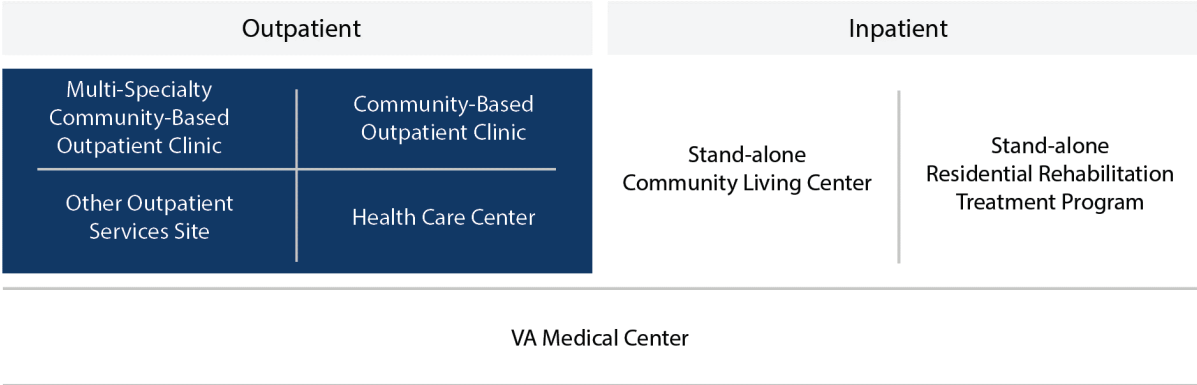 Outpatient
Inpatient
Multi-Specialty
Community-Based
Outpatient Clinic
Community-Based
Outpatient Clinic
Other Outpatient
Services Site
Health Care Center
Stand-alone
Community Living Center
Stand-alone
Residential Rehabilitation
Treatment Program
VA Medical Center